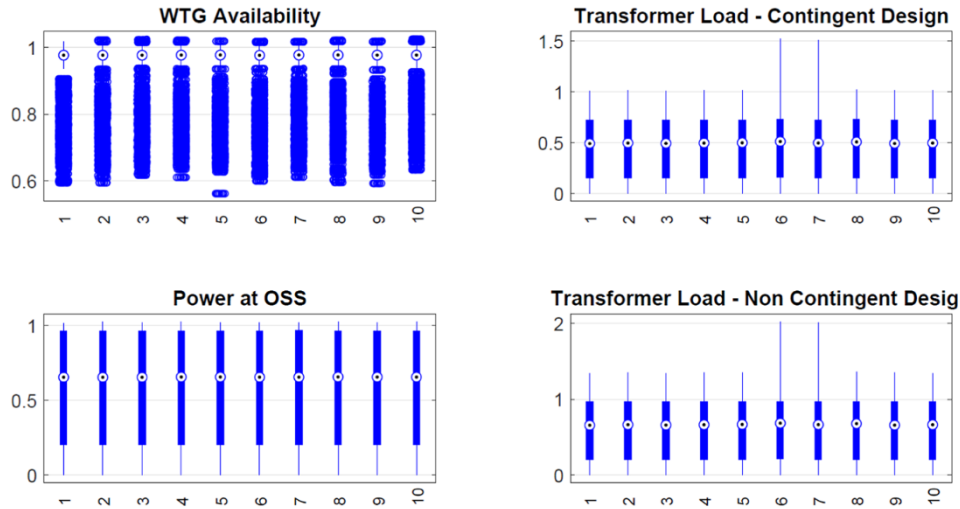 WTG Availability
1
0.8
0.6
1 2 3 4 5 6 7 8 9 10
Transformer Load - Contingent Design
1.5
1
0.5
0
1 2 3 4 5 6 7 8 9 10
Power at OSS
1
0.5
0
1 2 3 4 5 6 7 8 9 10
Transformer Load - Non Contingent Desig
2
1
0
1 2 3 4 5 6 7 8 9 10